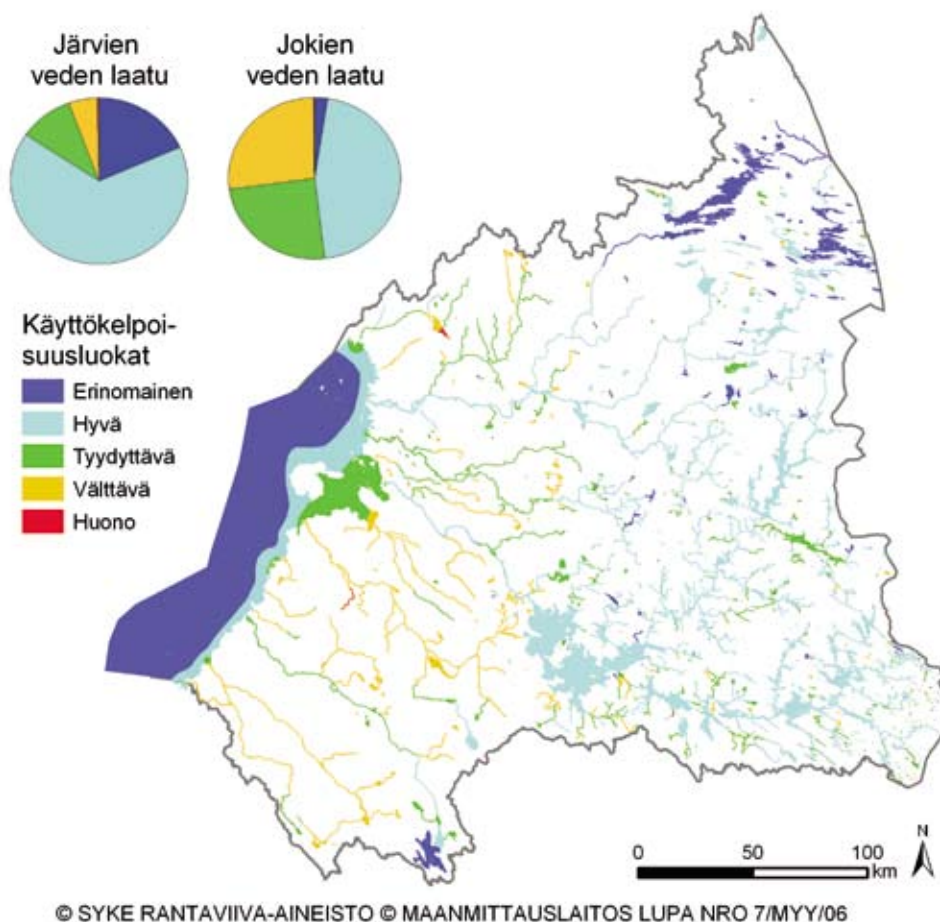 Järvien
veden laatu
Jokien
veden laatu
Käyttökelpoi-
suusluokat
Erinomainen
Hyvä
Tyydyttävä
Välttävä
Huono
N
0 50 100
km
© SYKE RANTAVIIVA-AINEISTO © MAANMITTAUSLAITOS LUPA NRO 7/MYY/06